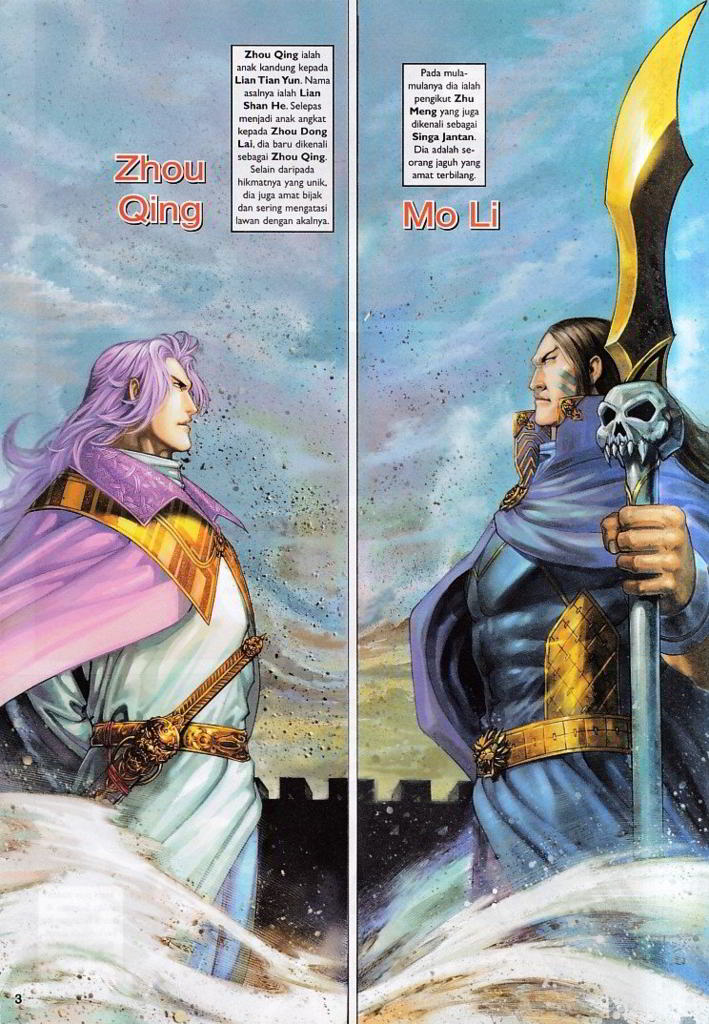 Zhou
Qing
Zhou Qing ialah
anak kandung kepada
Lian Tian Yun. Nama
asalnya ialah Lian
Shan He. Selepas
menjadi anak angkat
kepada Zhou Dong
Lai, dia baru dikenali
sebagai Zhou Qing.
Selain daripada
hikmatnya yang unik,
dia juga amat bijak
dan sering mengatasi
lawan dengan akalnya.
Pada mula-
mulanya dia ialah
pengikut Zhu
Meng yang juga
dikenali sebagai
Singa Jantan.
Dia adalah se-
orang jaguh yang
amat terbilang.
Mo Li
3